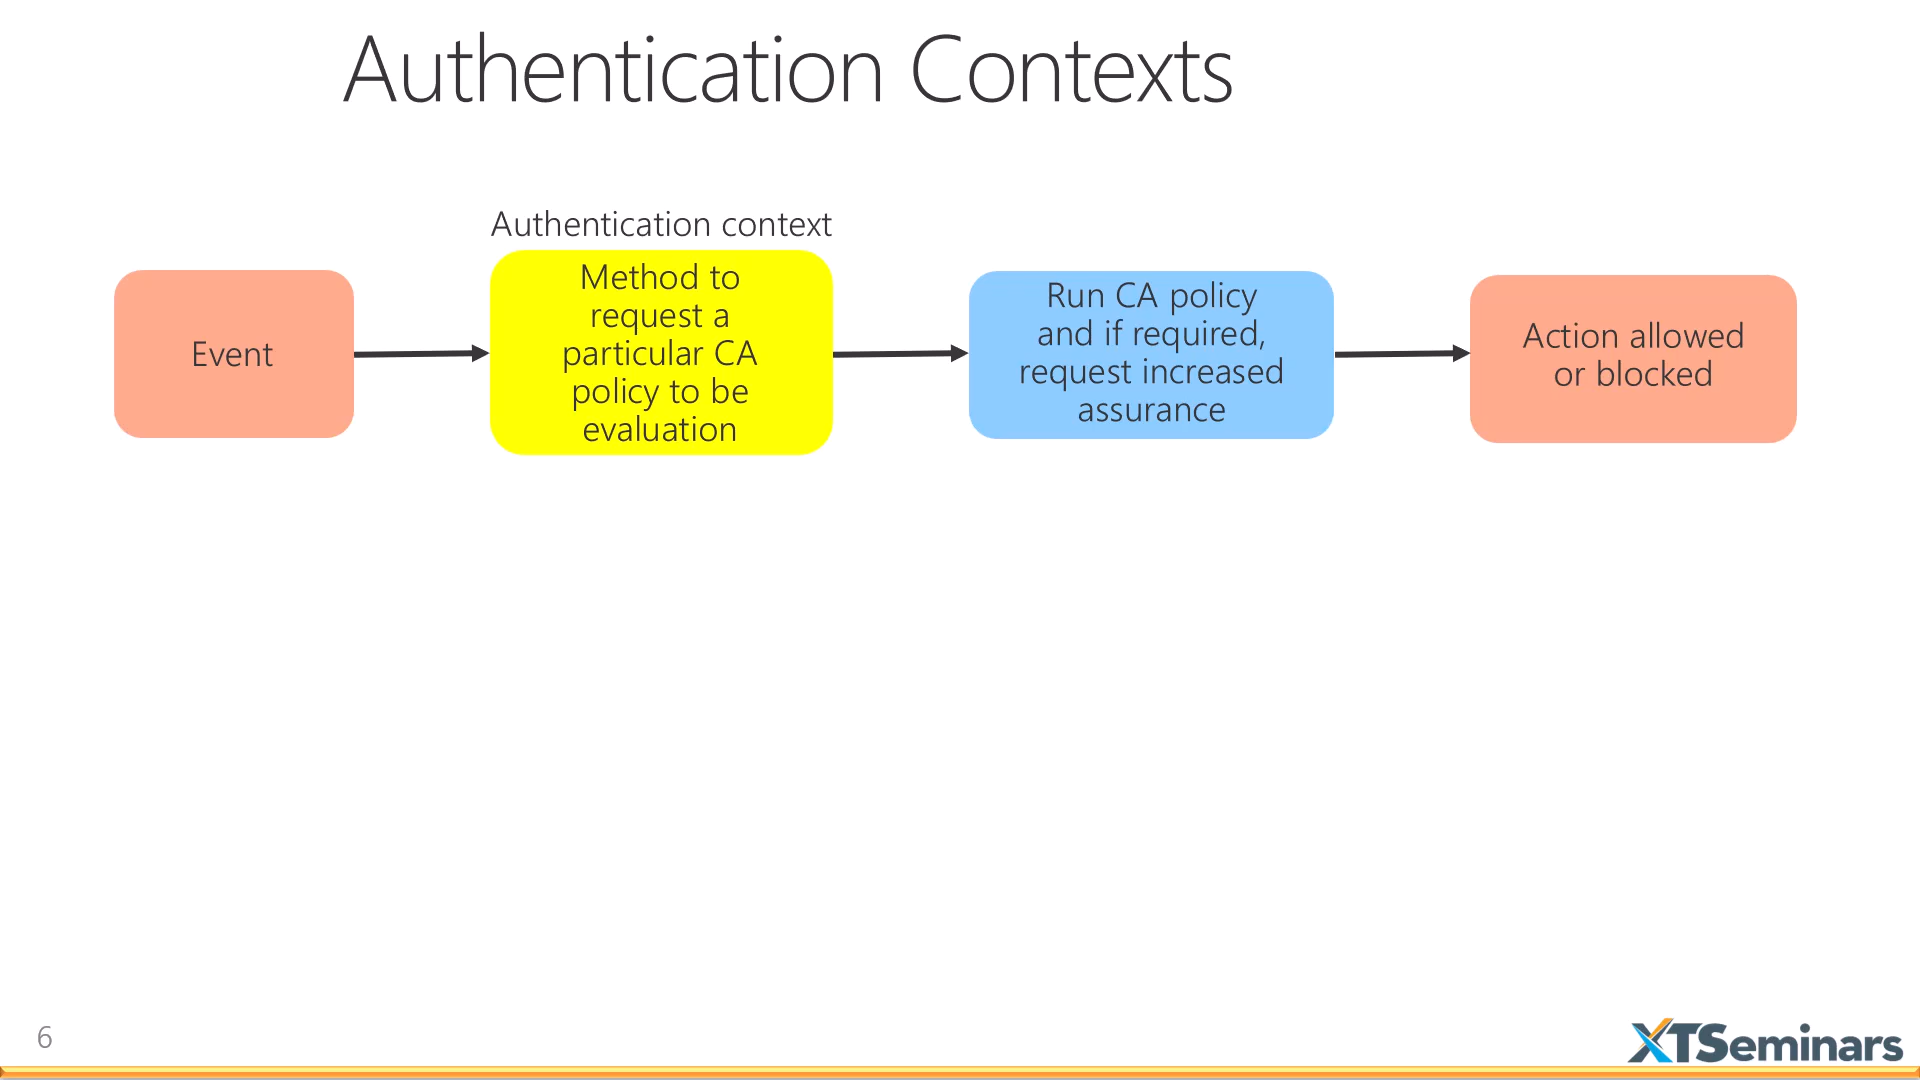 Authentication Contexts
Authentication context
Event
Method to
request a
particular CA
policy to be
evaluation
Run CA policy
and if required,
request increased
assurance
Action allowed
or blocked
6
XTSeminars